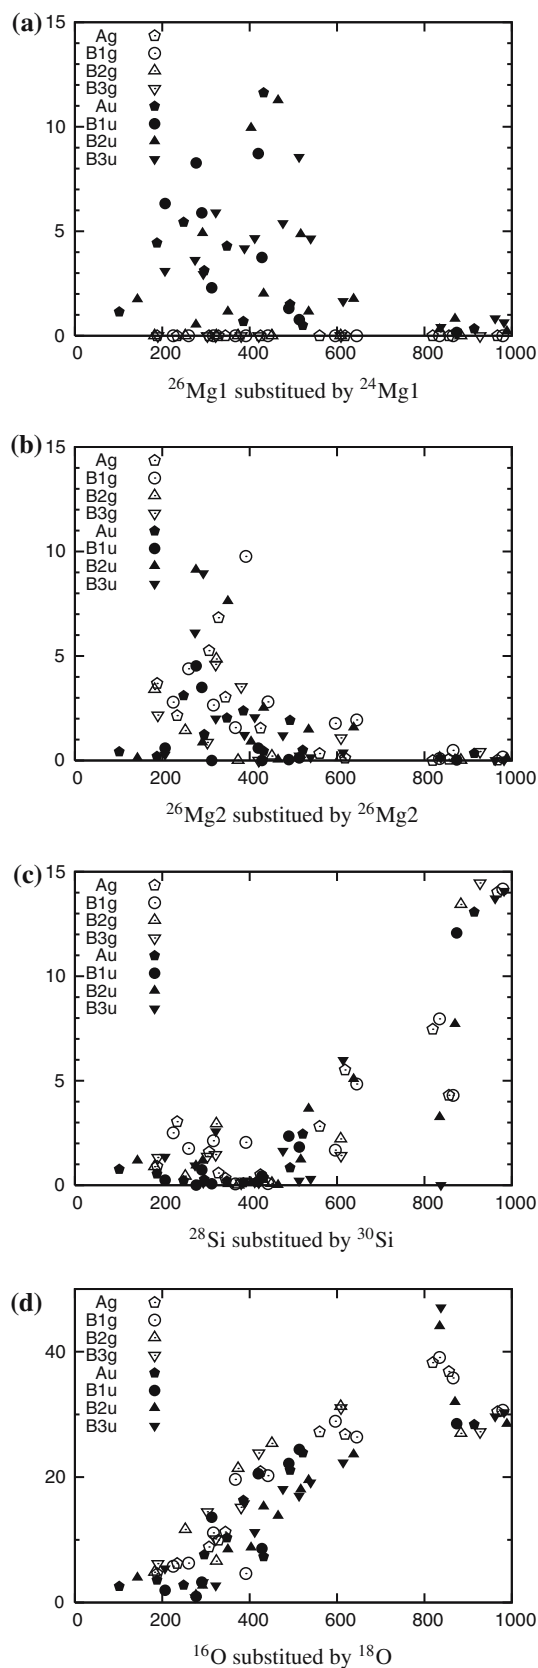 (a)
15
Ag
B1g
B2g
B3g
10
Au
B1u
B2u
B3u
5
0
0 200 400 600 800 1000
26Mg1 substitued by 24Mg1
(b)
15
Ag
B1g
B2g
B3g
10
Au
B1u
B2u
B3u
5
0
0 200 400 600 800 1000
26Mg2 substitued by 26Mg2
(c)
15
Ag
B1g
B2g
B3g
10
Au
B1u
B2u
B3u
5
0
0 200 400 600 800 1000
28Si substitued by 30Si
(d)
Ag
B1g
B2g
40
B3g
Au
B1u
B2u
B3u
20
0
0 200 400 600 800 1000
16O substitued by 18O